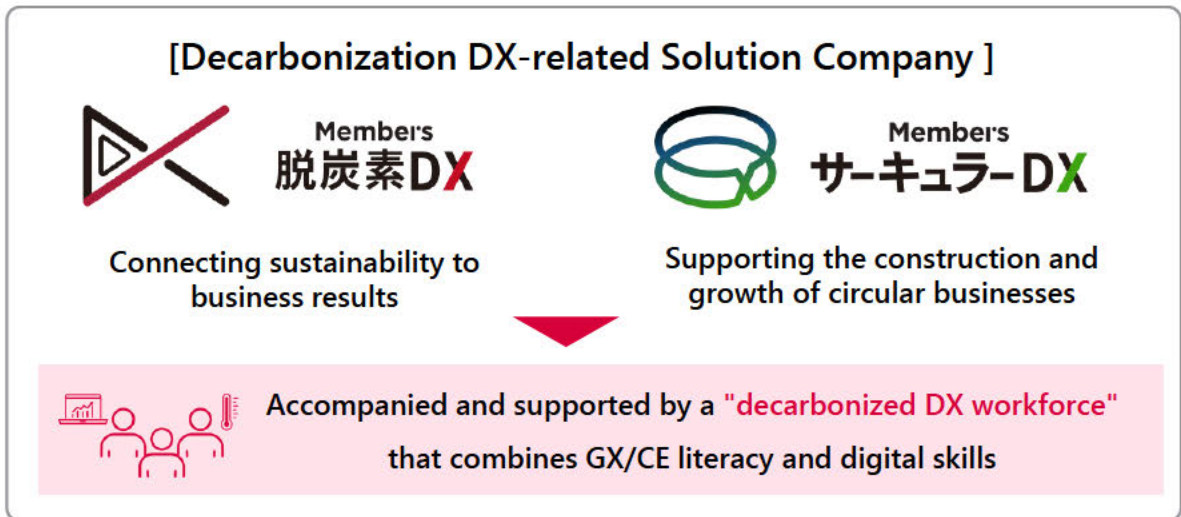 [Decarbonization DX-related Solution Company ]
Members
脱炭素DX
Connecting sustainability to
business results
Members
サーキュラーDX
Supporting the construction and
growth of circular businesses
Accompanied and supported by a "decarbonized DX workforce"
that combines GX/CE literacy and digital skills